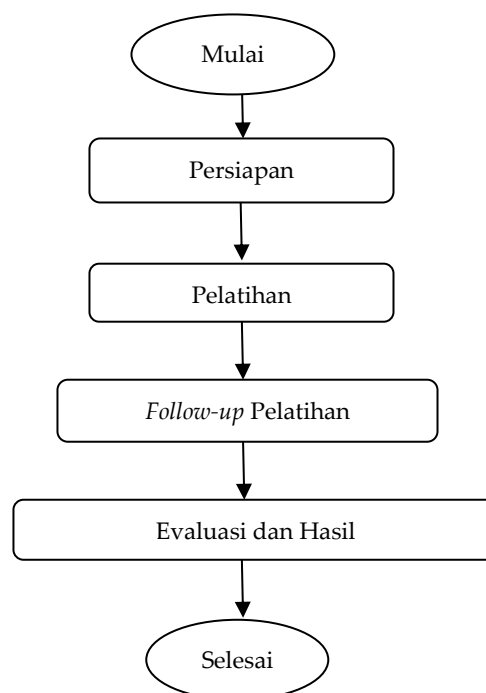 Mulai
Persiapan
Pelatihan
Follow-up Pelatihan
Evaluasi dan Hasil
Selesai